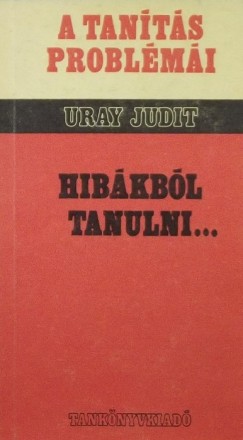 A TANÍTÁS
PROBLÉMÁI
URAY JUDIT
HIBÁKBÓL
TANULNI...
TANKÖNYVKIADÓ